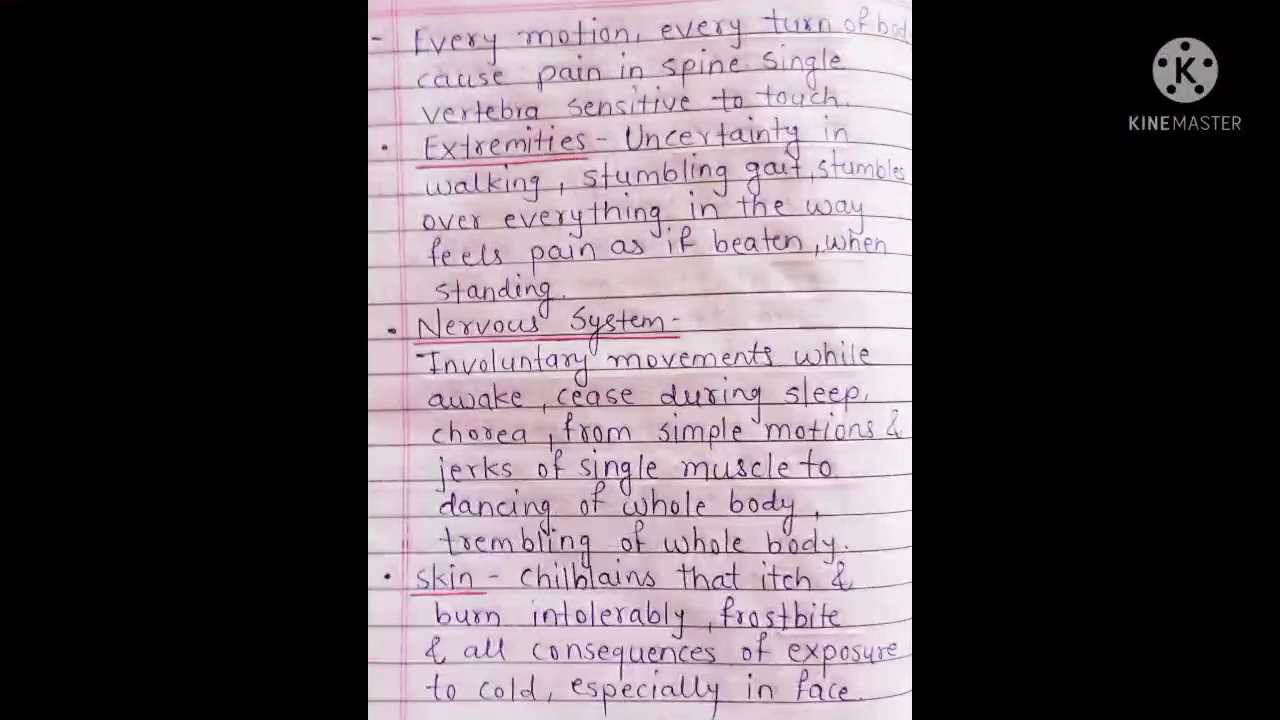 - Every motion, every turn of bod
cause pain in spine. single
vertebra sensitive to touch.
• Extremities - Uncertainty in
walking, stumbling gait, stumbles
over everything in the way
feels pain as if beaten, when
standing.
• Nervous System -
Involuntary movements while
awake, cease during sleep.
chorea, from simple motions &
jerks of single muscle to
dancing of whole body,
trembling of whole body.
• skin - chilblains that itch &
burn intolerably, frostbite
& all consequences of exposure
to cold, especially in face.
K
KINEMASTER